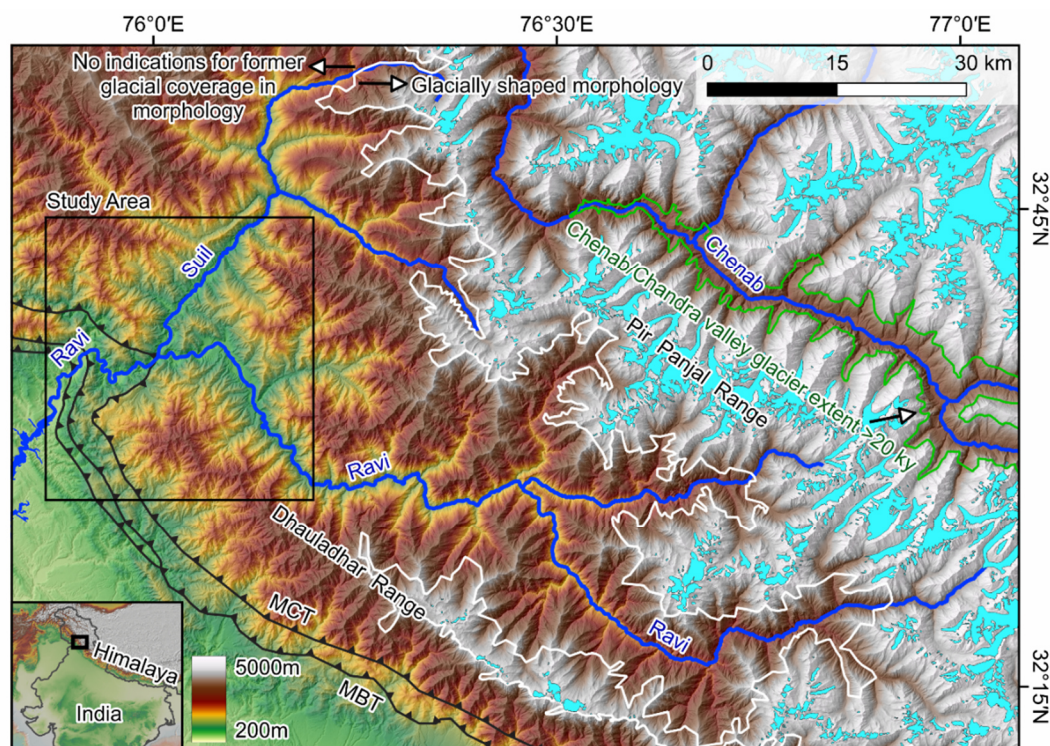 76°0′E
76°30′E
77°0′E
No indications for former
glacial coverage in
morphology
Glacially shaped morphology
0
15
30 km
Study Area
32°45′N
Suil
Chenab
Chenab/Chandra valley glacier extent >20 ky
Pir Panjal Range
Ravi
Ravi
Dhauladhar Range
MCT
MBT
Ravi
Himalaya
India
5000m
200m
32°15′N